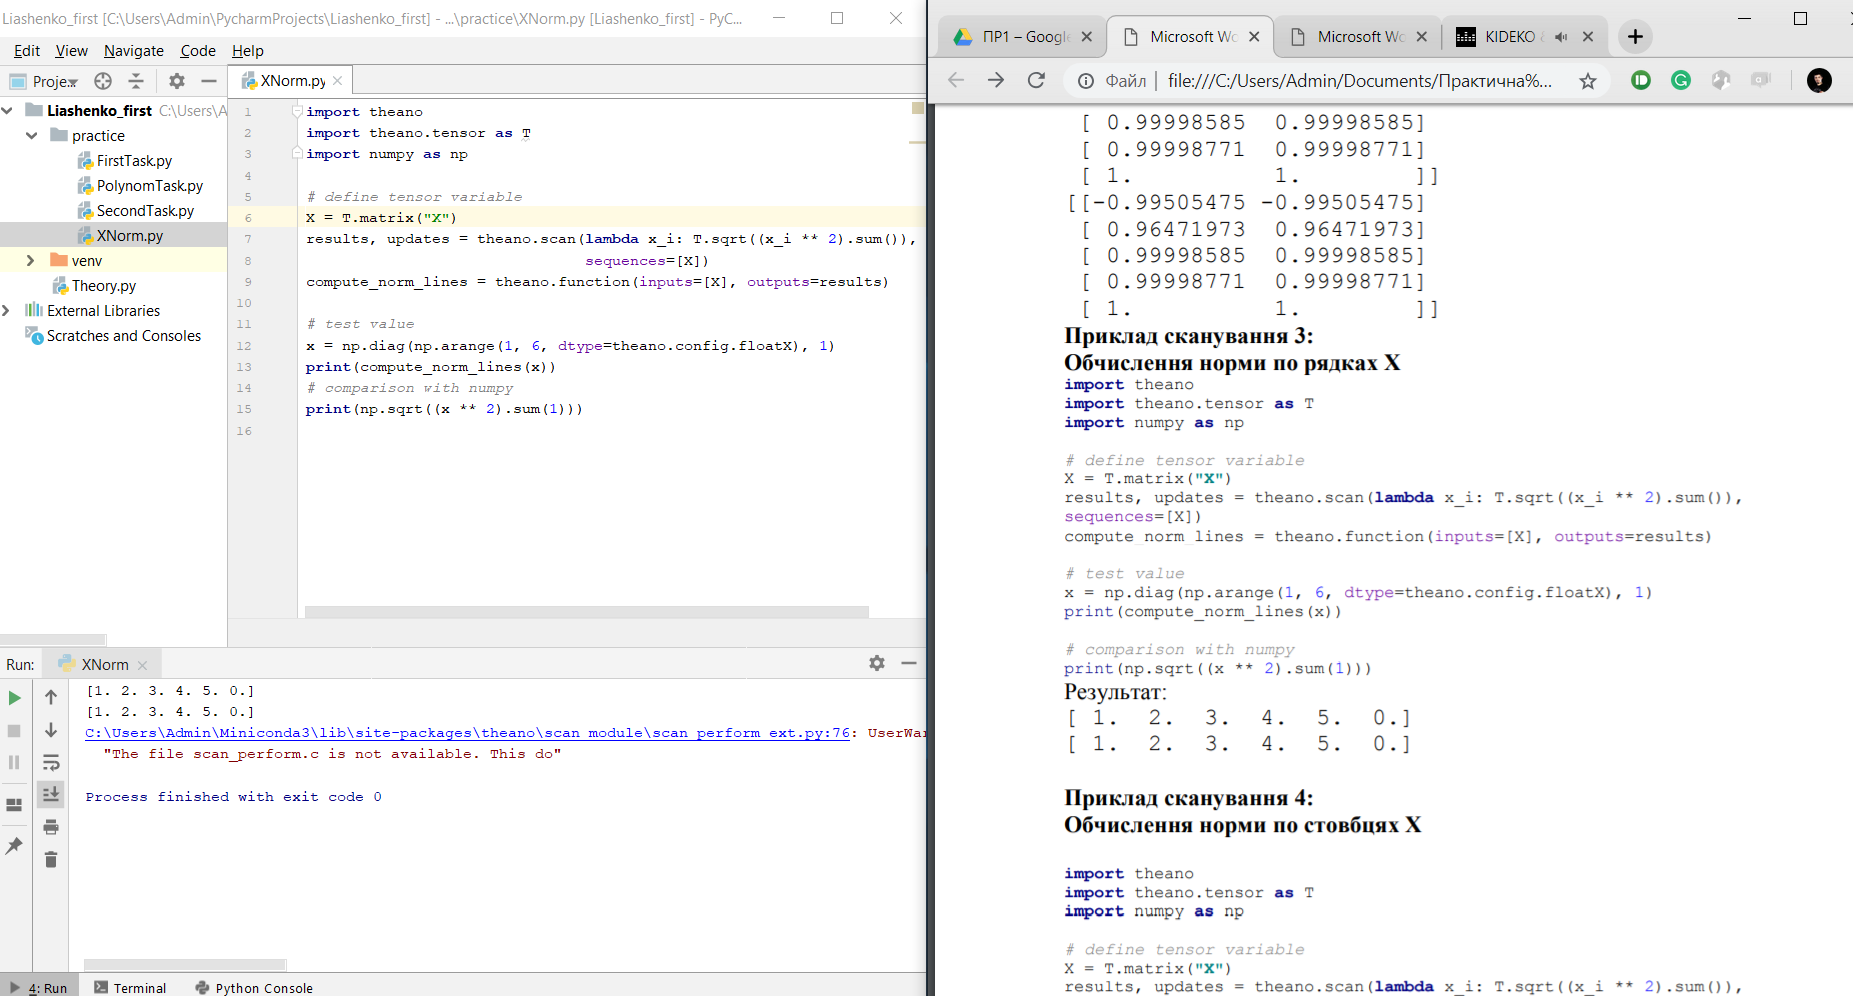 Liashenko_first [C:\Users\Admin\PycharmProjects\Liashenko_first] - ...\practice\XNorm.py [Liashenko_first] - PyC...
Edit View Navigate Code Help
Proje
XNorm.py
Liashenko_first C:\Users\A
practice
FirstTask.py
PolynomTask.py
SecondTask.py
XNorm.py
venv
Theory.py
External Libraries
Scratches and Consoles
1 import theano
2 import theano.tensor as T
3 import numpy as np
4
5 # define tensor variable
6 X = T.matrix("X")
7 results, updates = theano.scan(lambda x_i: T.sqrt((x_i ** 2).sum()),
8 sequences=[X])
9 compute_norm_lines = theano.function(inputs=[X], outputs=results)
10
11 # test value
12 x = np.diag(np.arange(1, 6, dtype=theano.config.floatX), 1)
13 print(compute_norm_lines(x))
14 # comparison with numpy
15 print(np.sqrt((x ** 2).sum(1)))
16
Run: XNorm
[1. 2. 3. 4. 5. 0.]
[1. 2. 3. 4. 5. 0.]
C:\Users\Admin\Miniconda3\lib\site-packages\theano\scan_module\scan_perform_ext.py:76: UserWar
"The file scan_perform.c is not available. This do"
Process finished with exit code 0
4: Run Terminal Python Console
ПР1 – Google Microsoft Wo Microsoft Wo KIDEKO
Файл file:///C:/Users/Admin/Documents/Практична%...
[ 0.99998585 0.99998585]
[ 0.99998771 0.99998771]
[ 1. 1. ]]
[[-0.99505475 -0.99505475]
[ 0.96471973 0.96471973]
[ 0.99998585 0.99998585]
[ 0.99998771 0.99998771]
[ 1. 1. ]]
Приклад сканування 3:
Обчислення норми по рядках X
import theano
import theano.tensor as T
import numpy as np
# define tensor variable
X = T.matrix("X")
results, updates = theano.scan(lambda x_i: T.sqrt((x_i ** 2).sum()),
sequences=[X])
compute_norm_lines = theano.function(inputs=[X], outputs=results)
# test value
x = np.diag(np.arange(1, 6, dtype=theano.config.floatX), 1)
print(compute_norm_lines(x))
# comparison with numpy
print(np.sqrt((x ** 2).sum(1)))
Результат:
[ 1. 2. 3. 4. 5. 0.]
[ 1. 2. 3. 4. 5. 0.]
Приклад сканування 4:
Обчислення норми по стовбцях X
import theano
import theano.tensor as T
import numpy as np
# define tensor variable
X = T.matrix("X")
results, updates = theano.scan(lambda x_i: T.sqrt((x_i ** 2).sum()),